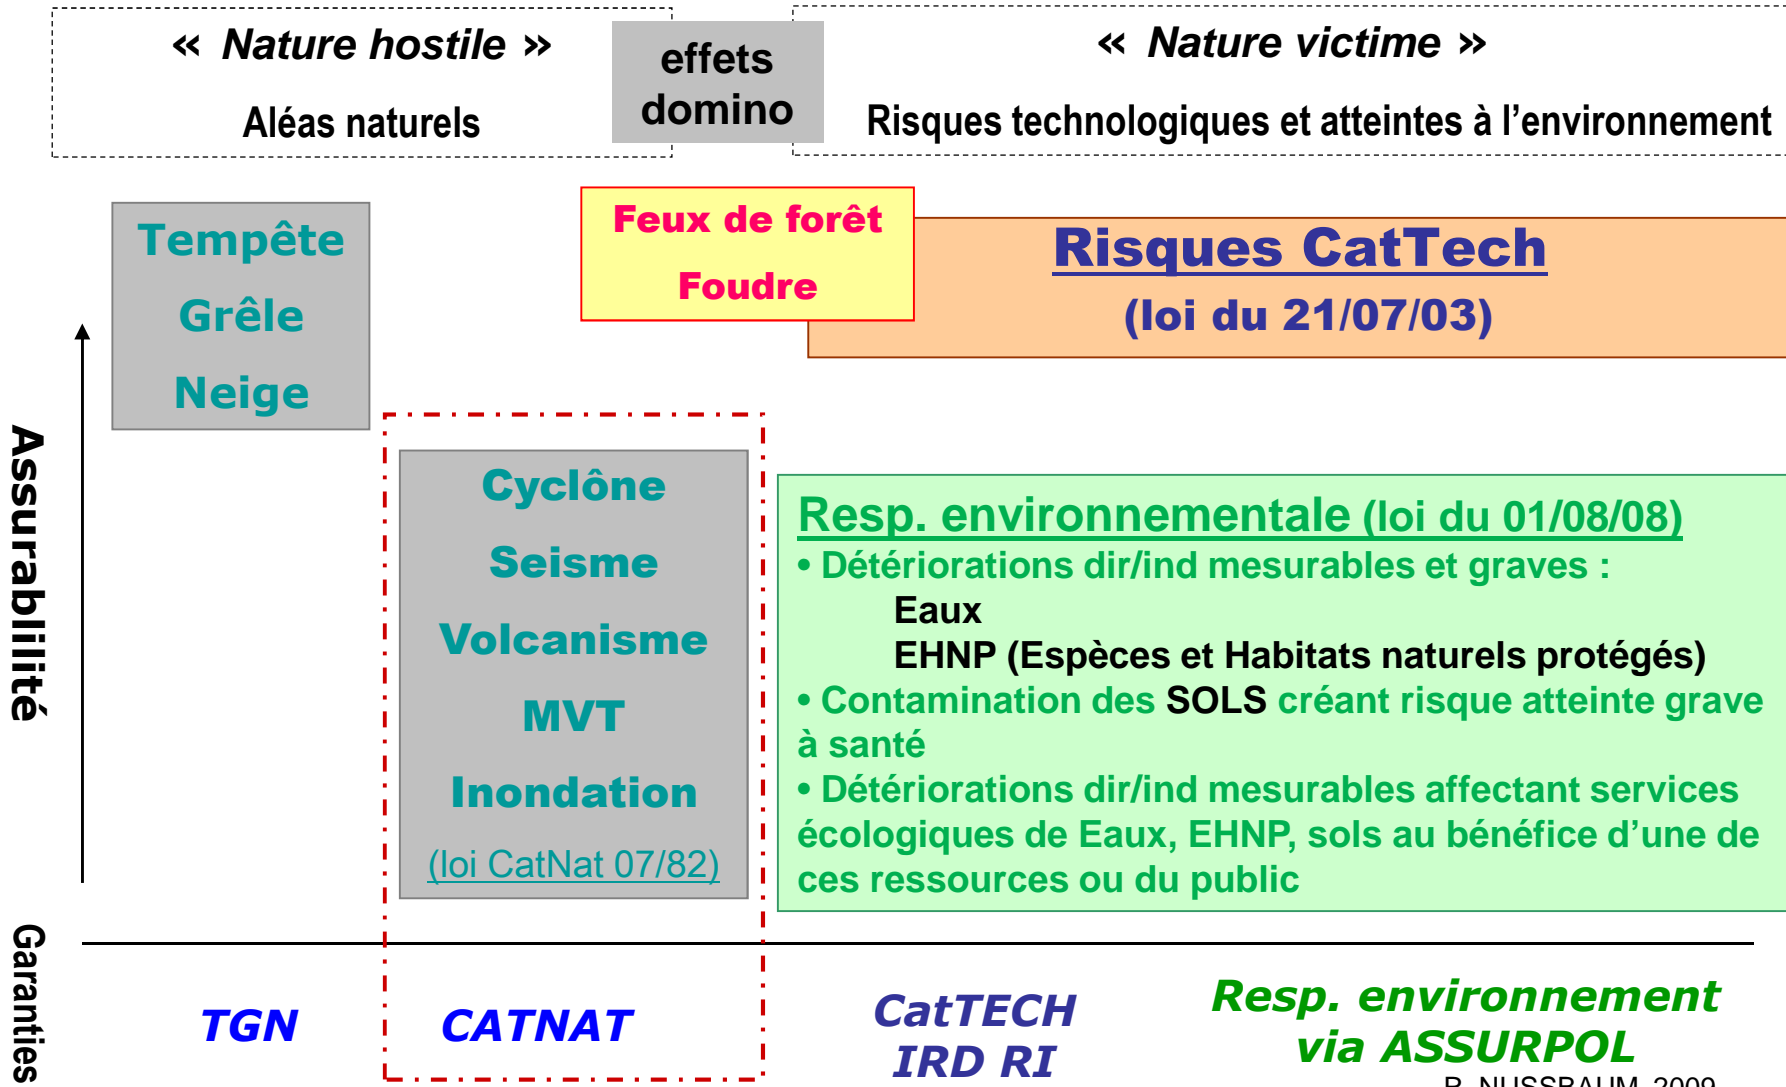 « Nature hostile »
Aléas naturels
effets
domino
« Nature victime »
Risques technologiques et atteintes à l’environnement
Tempête
Grêle
Neige
Feux de forêt
Foudre
Risques CatTech
(loi du 21/07/03)
Assurablilité
Cyclône
Seisme
Volcanisme
MVT
Inondation
(loi CatNat 07/82)
Resp. environnementale (loi du 01/08/08)
• Détériorations dir/ind mesurables et graves :
Eaux
EHNP (Espèces et Habitats naturels protégés)
• Contamination des SOLS créant risque atteinte grave
à santé
• Détériorations dir/ind mesurables affectant services
écologiques de Eaux, EHNP, sols au bénéfice d’une de
ces ressources ou du public
Garanties
TGN
CATNAT
CatTECH
IRD RI
Resp. environnement
via ASSURPOL
R. NUSSBAUM, 2009